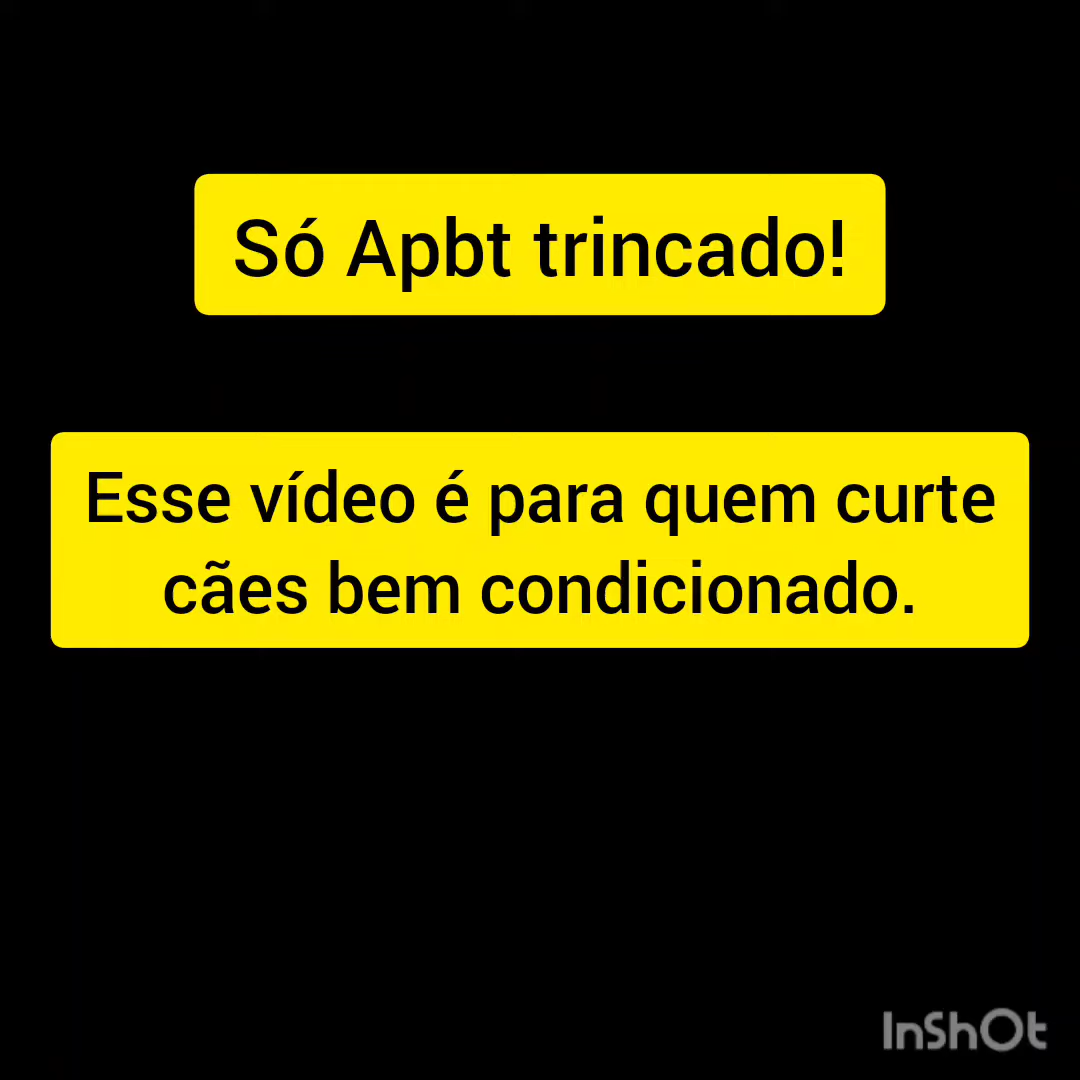 Só Apbt trincado!
Esse vídeo é para quem curte
cães bem condicionado.
InShOt